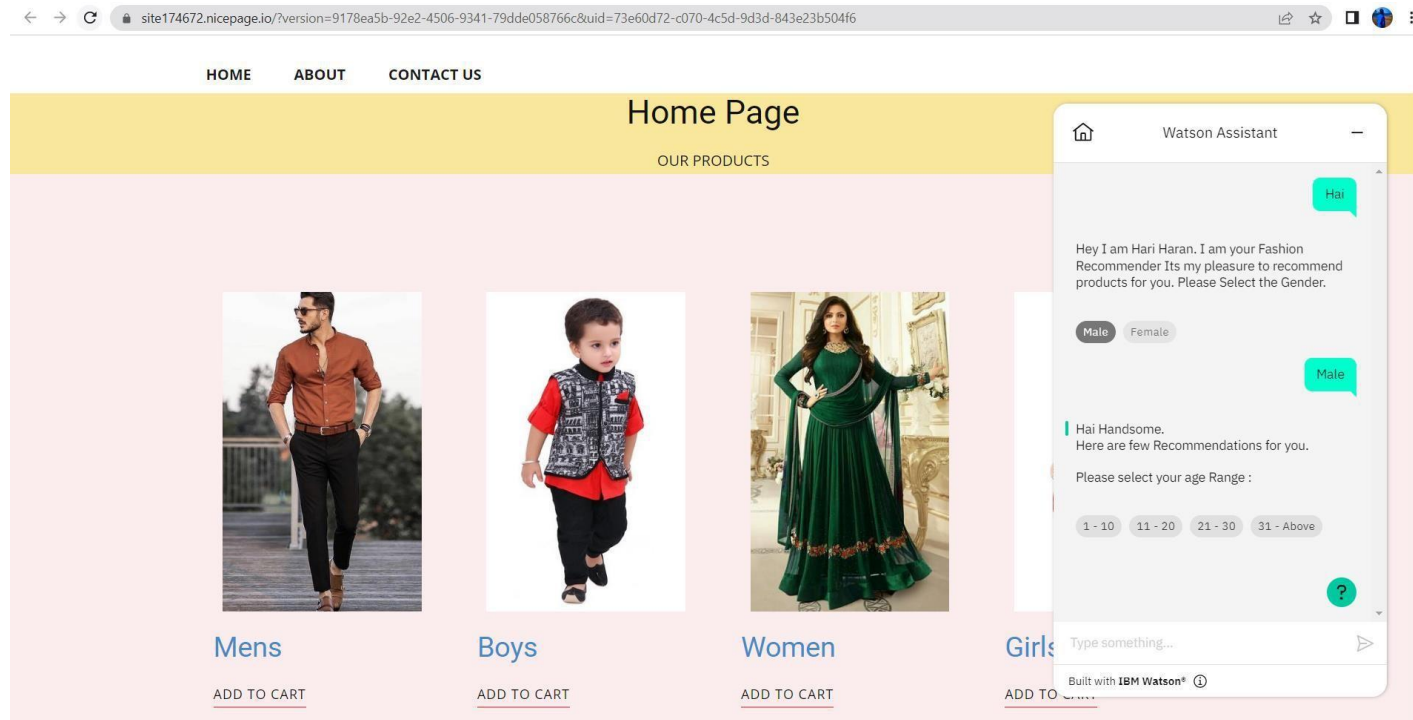 site174672.nicepage.io/?version=9178ea5b-92e2-4506-9341-79dde058766c&uid=73e60d72-c070-4c5d-9d3d-843e23b504f6
HOME ABOUT CONTACT US
Home Page
OUR PRODUCTS
Mens
ADD TO CART
Boys
ADD TO CART
Women
ADD TO CART
Girls
ADD TO CART
Watson Assistant
Hai
Hey I am Hari Haran. I am your Fashion
Recommender Its my pleasure to recommend
products for you. Please Select the Gender.
Male Female
Male
Hai Handsome.
Here are few Recommendations for you.
Please select your age Range :
1 - 10 11 - 20 21 - 30 31 - Above
?
Type something...
Built with IBM Watson®